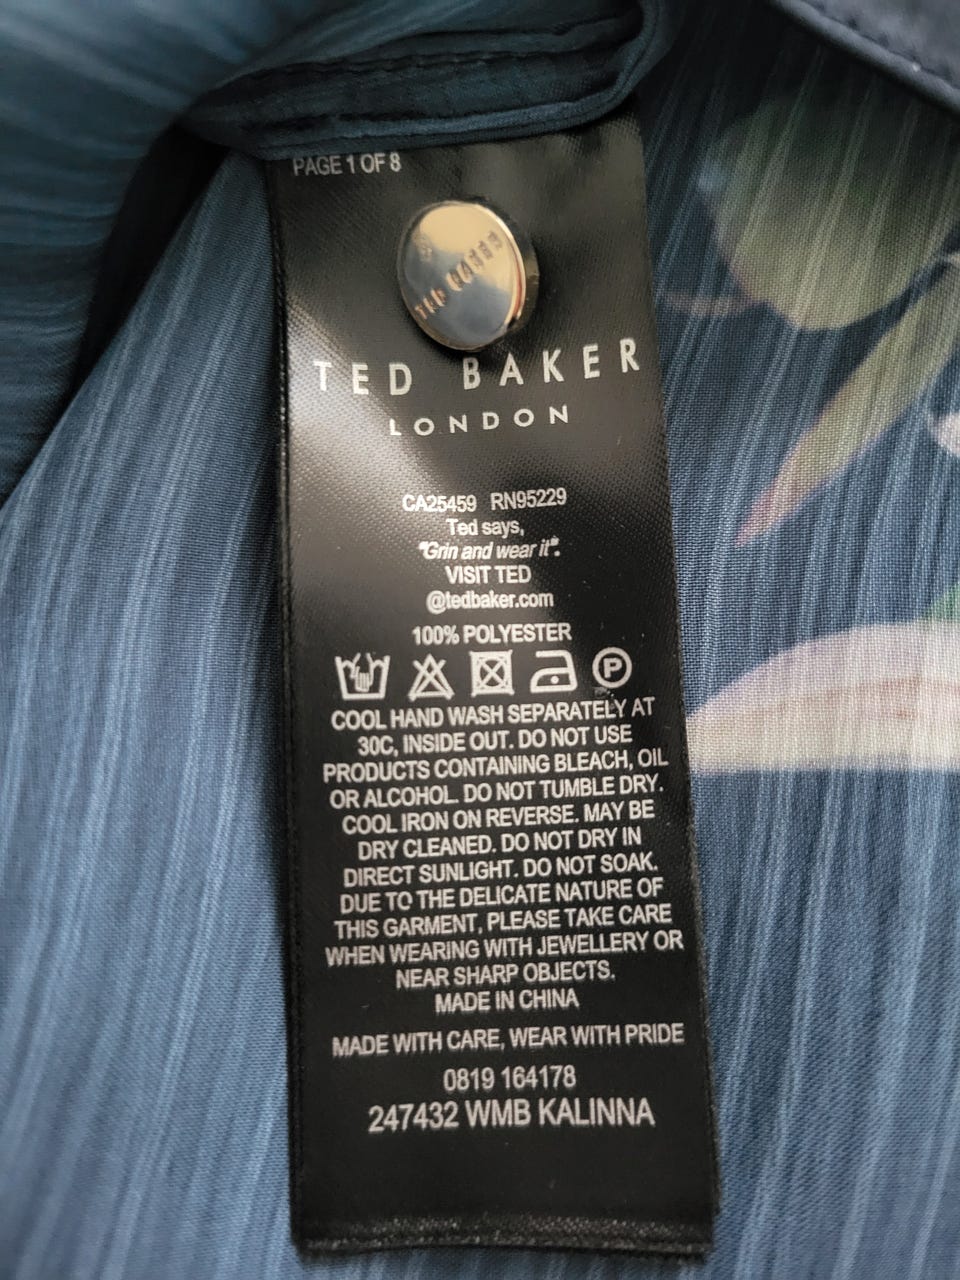 PAGE 1 OF 8
TED BAKER
TED BAKER
LONDON
CA25459 RN95229
Ted says,
"Grin and wear it".
VISIT TED
@tedbaker.com
100% POLYESTER
P
COOL HAND WASH SEPARATELY AT
30C, INSIDE OUT. DO NOT USE
PRODUCTS CONTAINING BLEACH, OIL
OR ALCOHOL. DO NOT TUMBLE DRY.
COOL IRON ON REVERSE. MAY BE
DRY CLEANED. DO NOT DRY IN
DIRECT SUNLIGHT. DO NOT SOAK.
DUE TO THE DELICATE NATURE OF
THIS GARMENT, PLEASE TAKE CARE
WHEN WEARING WITH JEWELLERY OR
NEAR SHARP OBJECTS.
MADE IN CHINA
MADE WITH CARE, WEAR WITH PRIDE
0819 164178
247432 WMB KALINNA